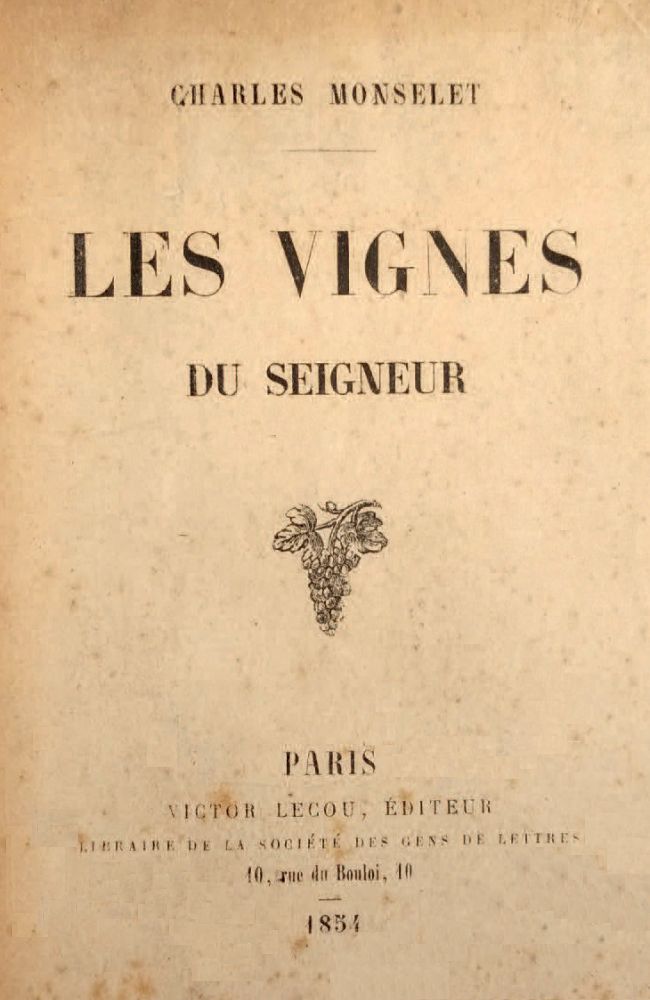 CHARLES MONSELET
LES VIGNES
DU SEIGNEUR
PARIS
VICTOR LECOU, ÉDITEUR
LIBRAIRE DE LA SOCIÉTÉ DES GENS DE LETTRES
10, rue du Bouloi, 10
1854